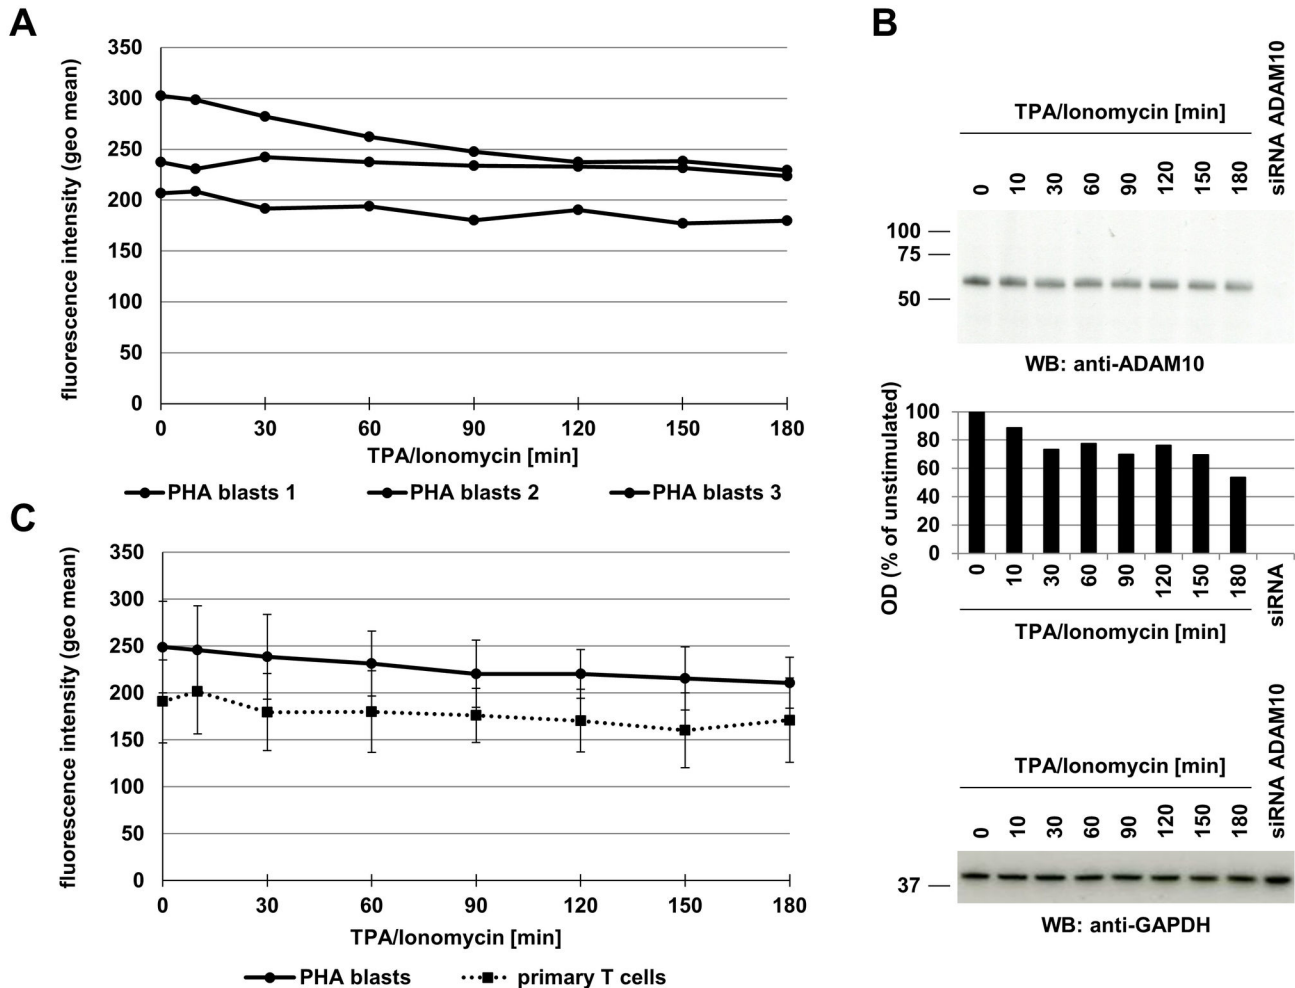 A
350
300
250
200
150
100
50
0
fluorescence intensity (geo mean)
0 30 60 90 120 150 180
TPA/Ionomycin [min]
PHA blasts 1 PHA blasts 2 PHA blasts 3
B
TPA/Ionomycin [min]
0 10 30 60 90 120 150 180 siRNA ADAM10
100
75
50
WB: anti-ADAM10
OD (% of unstimulated)
100
80
60
40
20
0
0 10 30 60 90 120 150 180 siRNA
TPA/Ionomycin [min]
TPA/Ionomycin [min]
0 10 30 60 90 120 150 180 siRNA ADAM10
37
WB: anti-GAPDH
C
350
300
250
200
150
100
50
0
fluorescence intensity (geo mean)
0 30 60 90 120 150 180
TPA/Ionomycin [min]
PHA blasts primary T cells